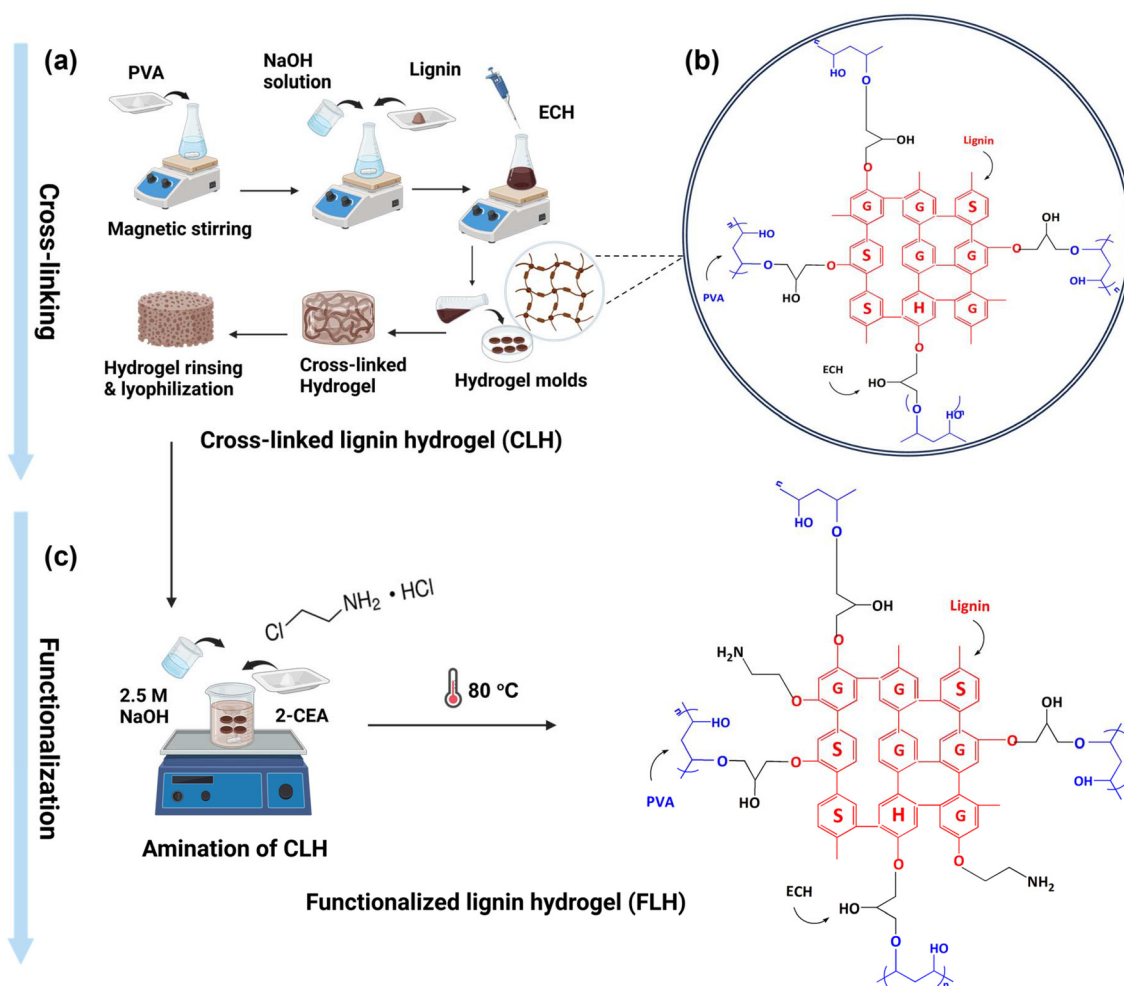 Cross-linking
(a)
PVA
NaOH
solution
Lignin
ECH
Magnetic stirring
Hydrogel rinsing
& lyophilization
Cross-linked
Hydrogel
Hydrogel molds
Cross-linked lignin hydrogel (CLH)
(b)
n
HO
O
OH
O
Lignin
G
G
S
n
HO
PVA
O
HO
O
S
G
G
O
OH
O
OH
n
S
H
G
O
ECH
HO
O
HO
n
Functionalization
(c)
Cl
NH2 • HCl
2.5 M
NaOH
2-CEA
80 °C
Amination of CLH
Functionalized lignin hydrogel (FLH)
n
HO
O
OH
O
Lignin
H2N
O
G
G
S
n
HO
PVA
O
HO
O
S
G
G
O
OH
O
OH
n
S
H
G
O
O
NH2
ECH
HO
O
HO
n